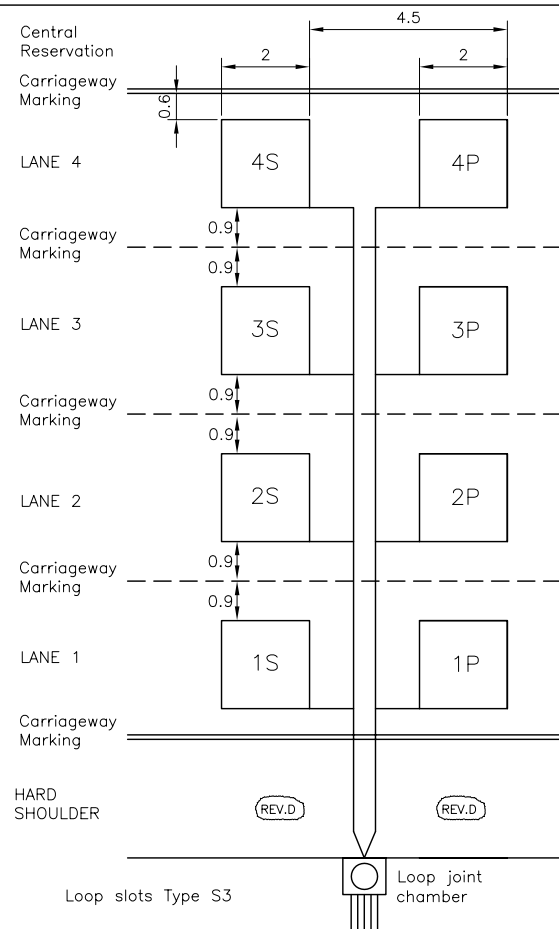 Central
Reservation
4.5
2
2
Carriageway
Marking
0.6
LANE 4
4S
4P
0.9
Carriageway
Marking
0.9
LANE 3
3S
3P
0.9
Carriageway
Marking
0.9
LANE 2
2S
2P
0.9
Carriageway
Marking
0.9
LANE 1
1S
1P
Carriageway
Marking
HARD
SHOULDER
REV.D
REV.D
Loop slots Type S3
Loop joint
chamber